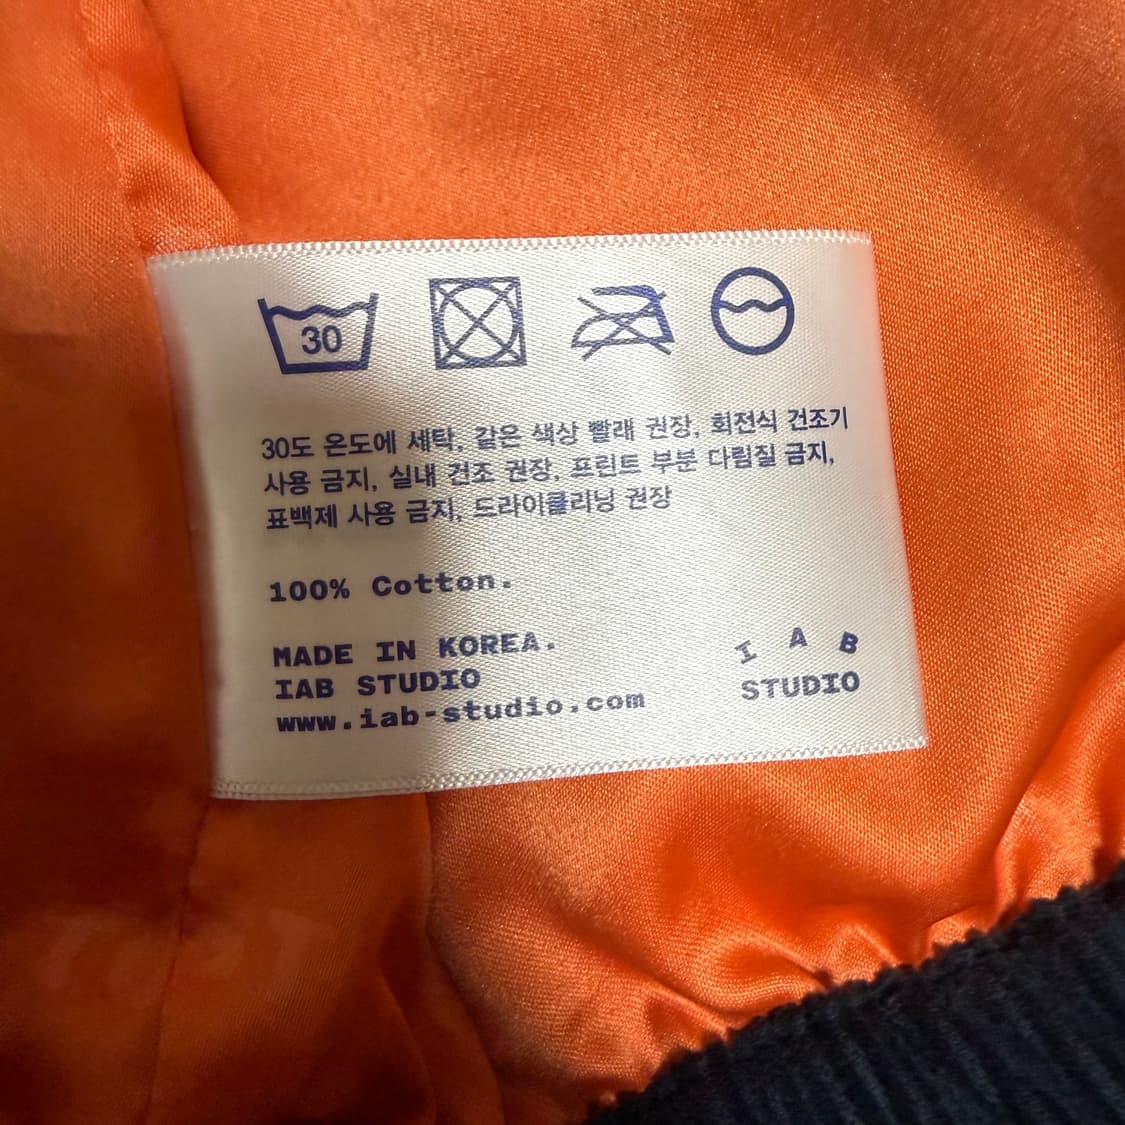 30
30도 온도에 세탁, 같은 색상 빨래 권장, 회전식 건조기
사용 금지, 실내 건조 권장, 프린트 부분 다림질 금지,
표백제 사용 금지, 드라이클리닝 권장
100% Cotton.
MADE IN KOREA.
IAB STUDIO
www.iab-studio.com
I A B
STUDIO